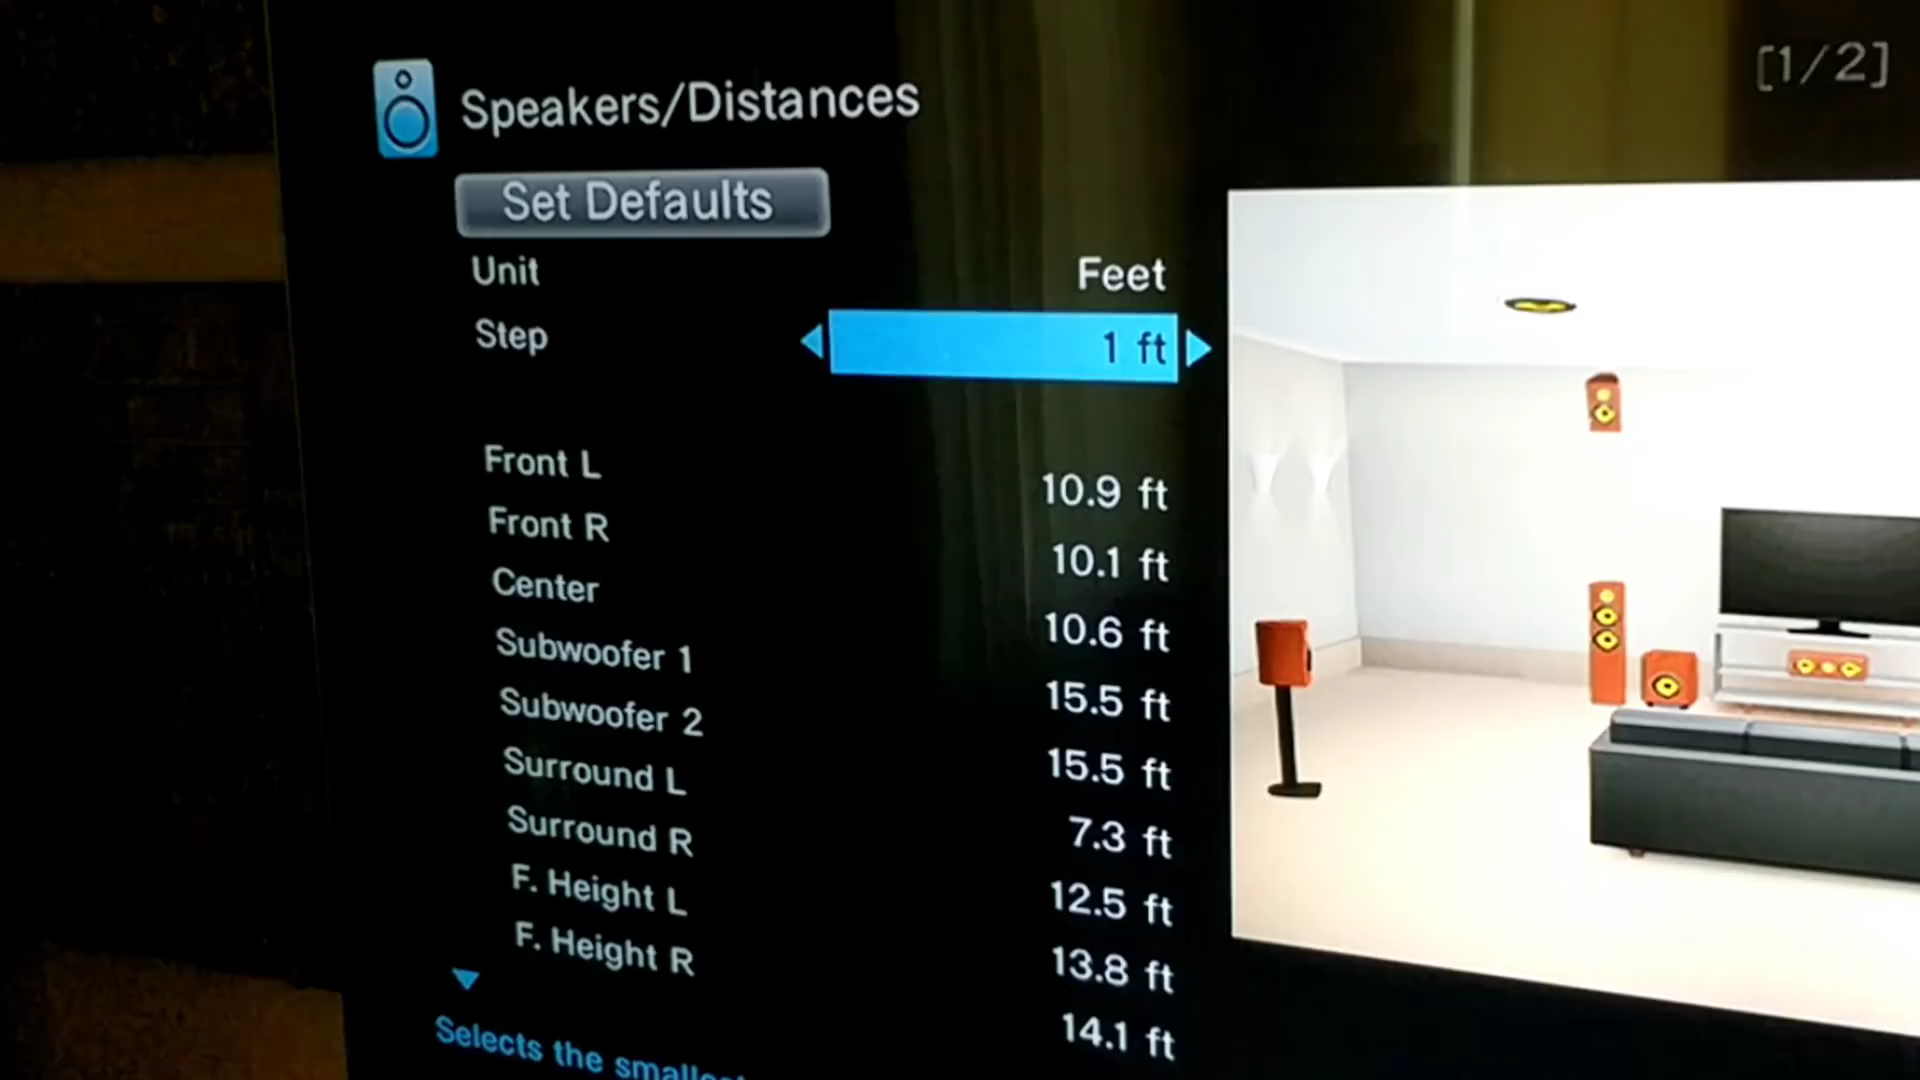 [1/2]
Speakers/Distances
Set Defaults
Unit Feet
Step 1 ft
Front L 10.9 ft
Front R 10.1 ft
Center 10.6 ft
Subwoofer 1 15.5 ft
Subwoofer 2 15.5 ft
Surround L 7.3 ft
Surround R 12.5 ft
F. Height L 13.8 ft
F. Height R 14.1 ft
Selects the